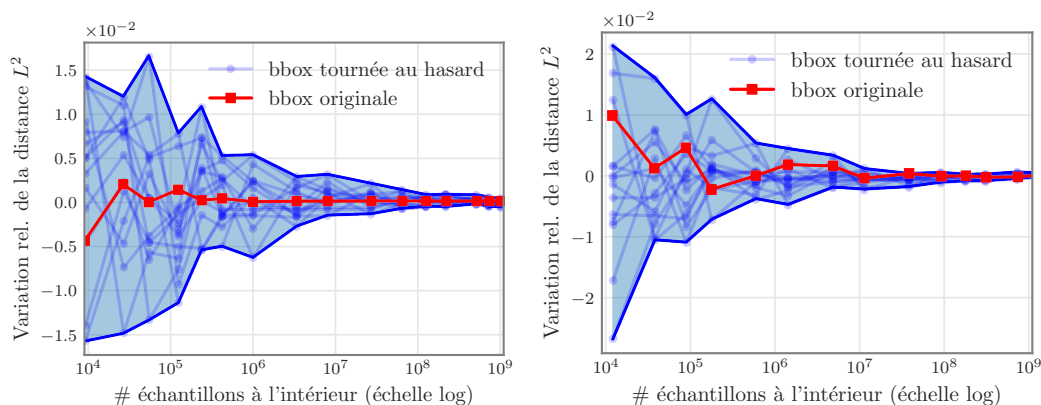 ×10⁻²
1.5
1.0
0.5
0.0
−0.5
−1.0
−1.5
Variation rel. de la distance L²
bbox tournée au hasard
bbox originale
10⁴ 10⁵ 10⁶ 10⁷ 10⁸ 10⁹
# échantillons à l'intérieur (échelle log)
×10⁻²
2
1
0
−1
−2
Variation rel. de la distance L²
bbox tournée au hasard
bbox originale
10⁴ 10⁵ 10⁶ 10⁷ 10⁸ 10⁹
# échantillons à l'intérieur (échelle log)